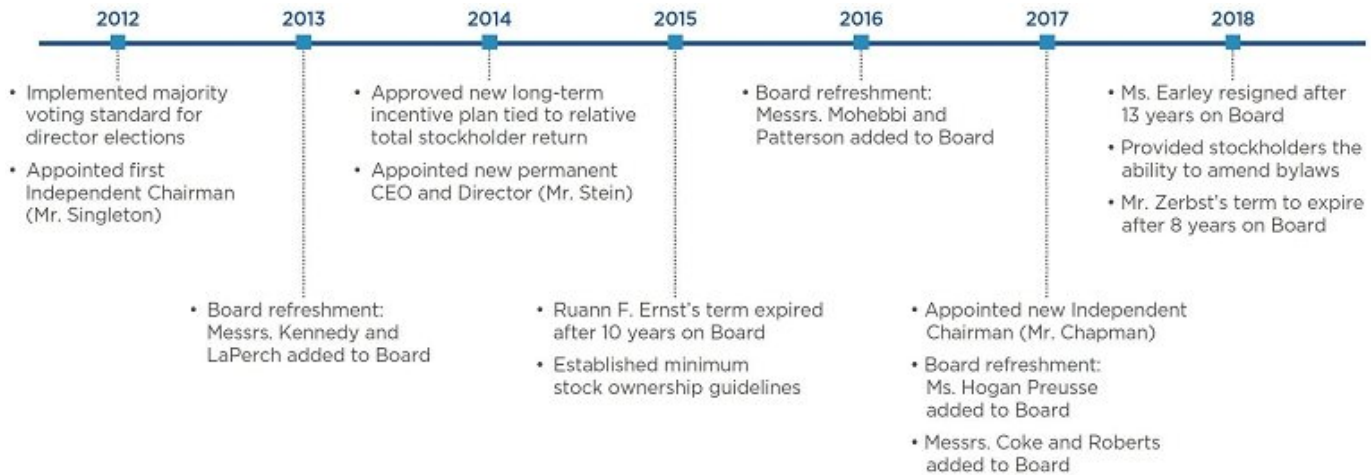 2012
2013
2014
2015
2016
2017
2018
• Implemented majority
voting standard for
director elections
• Appointed first
Independent Chairman
(Mr. Singleton)
• Board refreshment:
Messrs. Kennedy and
LaPerch added to Board
• Approved new long-term
incentive plan tied to relative
total stockholder return
• Appointed new permanent
CEO and Director (Mr. Stein)
• Ruann F. Ernst's term expired
after 10 years on Board
• Established minimum
stock ownership guidelines
• Board refreshment:
Messrs. Mohebbi and
Patterson added to Board
• Appointed new Independent
Chairman (Mr. Chapman)
• Board refreshment:
Ms. Hogan Preusse
added to Board
• Messrs. Coke and Roberts
added to Board
• Ms. Earley resigned after
13 years on Board
• Provided stockholders the
ability to amend bylaws
• Mr. Zerbst's term to expire
after 8 years on Board